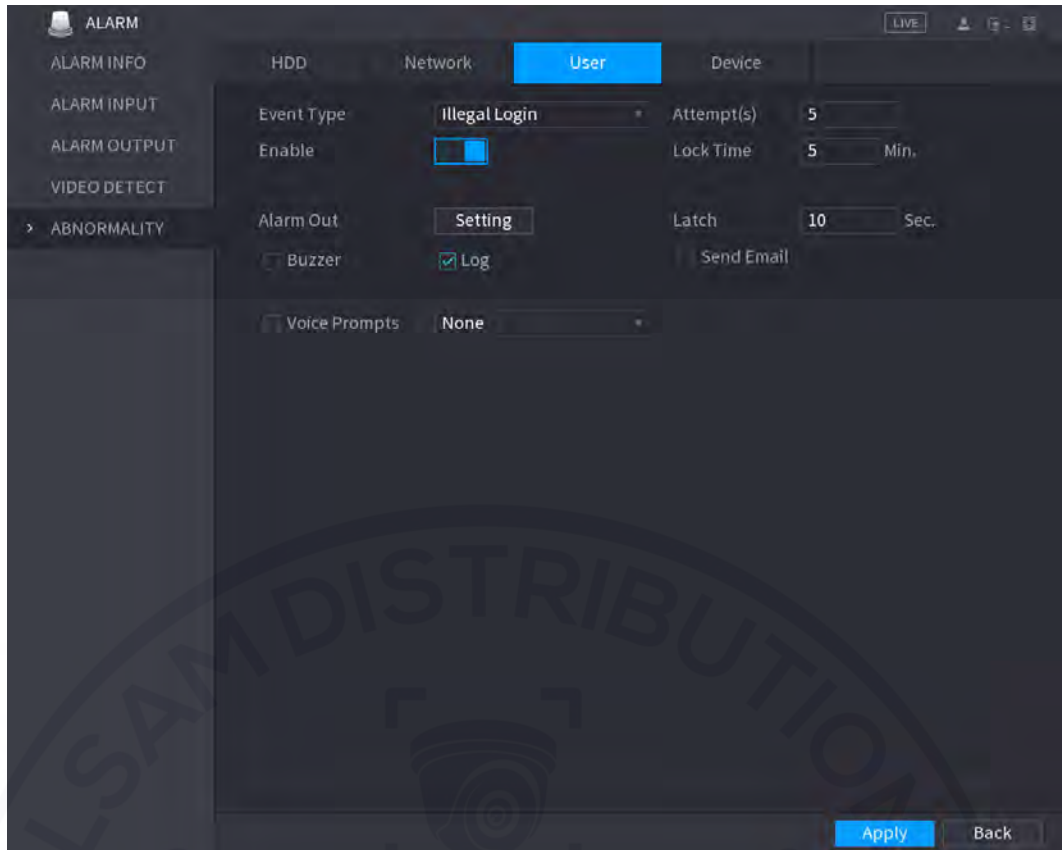 ALARM
LIVE
ALARM INFO
ALARM INPUT
ALARM OUTPUT
VIDEO DETECT
ABNORMALITY
HDD Network User Device
Event Type Illegal Login Attempt(s) 5
Enable Lock Time 5 Min.
Alarm Out Setting Latch 10 Sec.
Buzzer Log Send Email
Voice Prompts None
SAM DISTRIBUTION
Apply Back